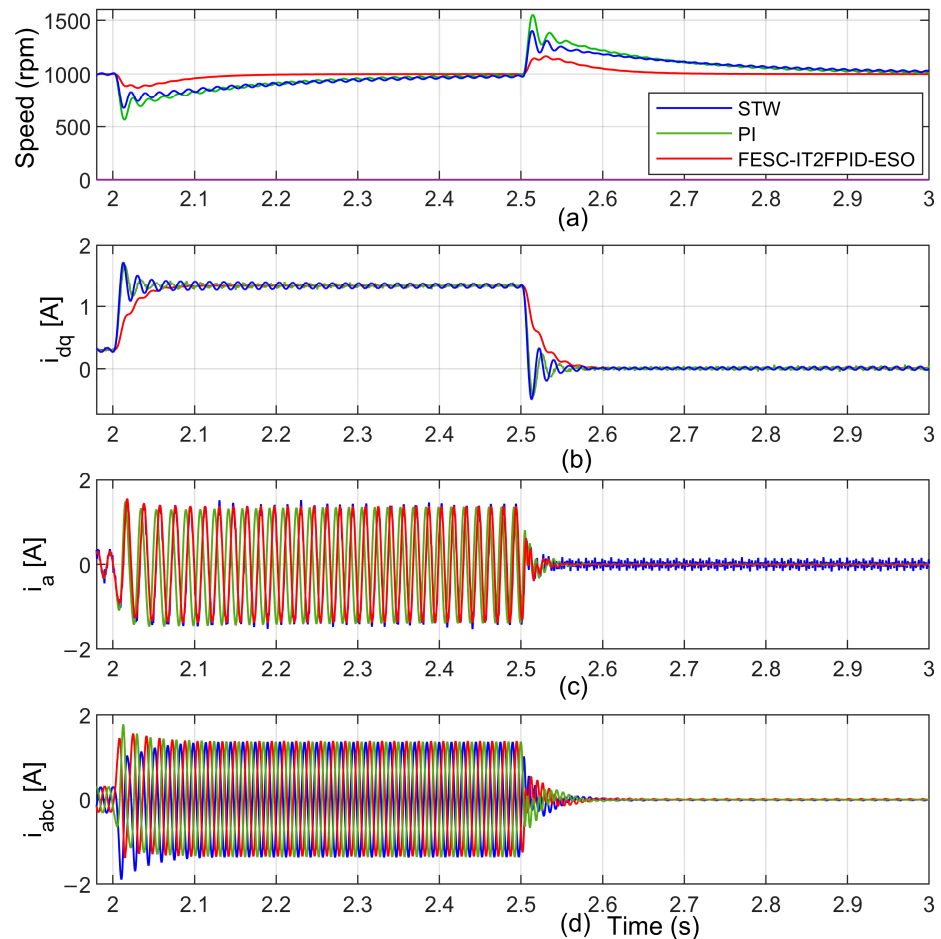 Speed (rpm)
1500
1000
500
0
STW
PI
FESC-IT2FPID-ESO
2 2.1 2.2 2.3 2.4 2.5 2.6 2.7 2.8 2.9 3
(a)
i_dq [A]
2
1
0
2 2.1 2.2 2.3 2.4 2.5 2.6 2.7 2.8 2.9 3
(b)
i_a [A]
2
0
−2
2 2.1 2.2 2.3 2.4 2.5 2.6 2.7 2.8 2.9 3
(c)
i_abc [A]
2
0
−2
2 2.1 2.2 2.3 2.4 2.5 2.6 2.7 2.8 2.9 3
(d) Time (s)